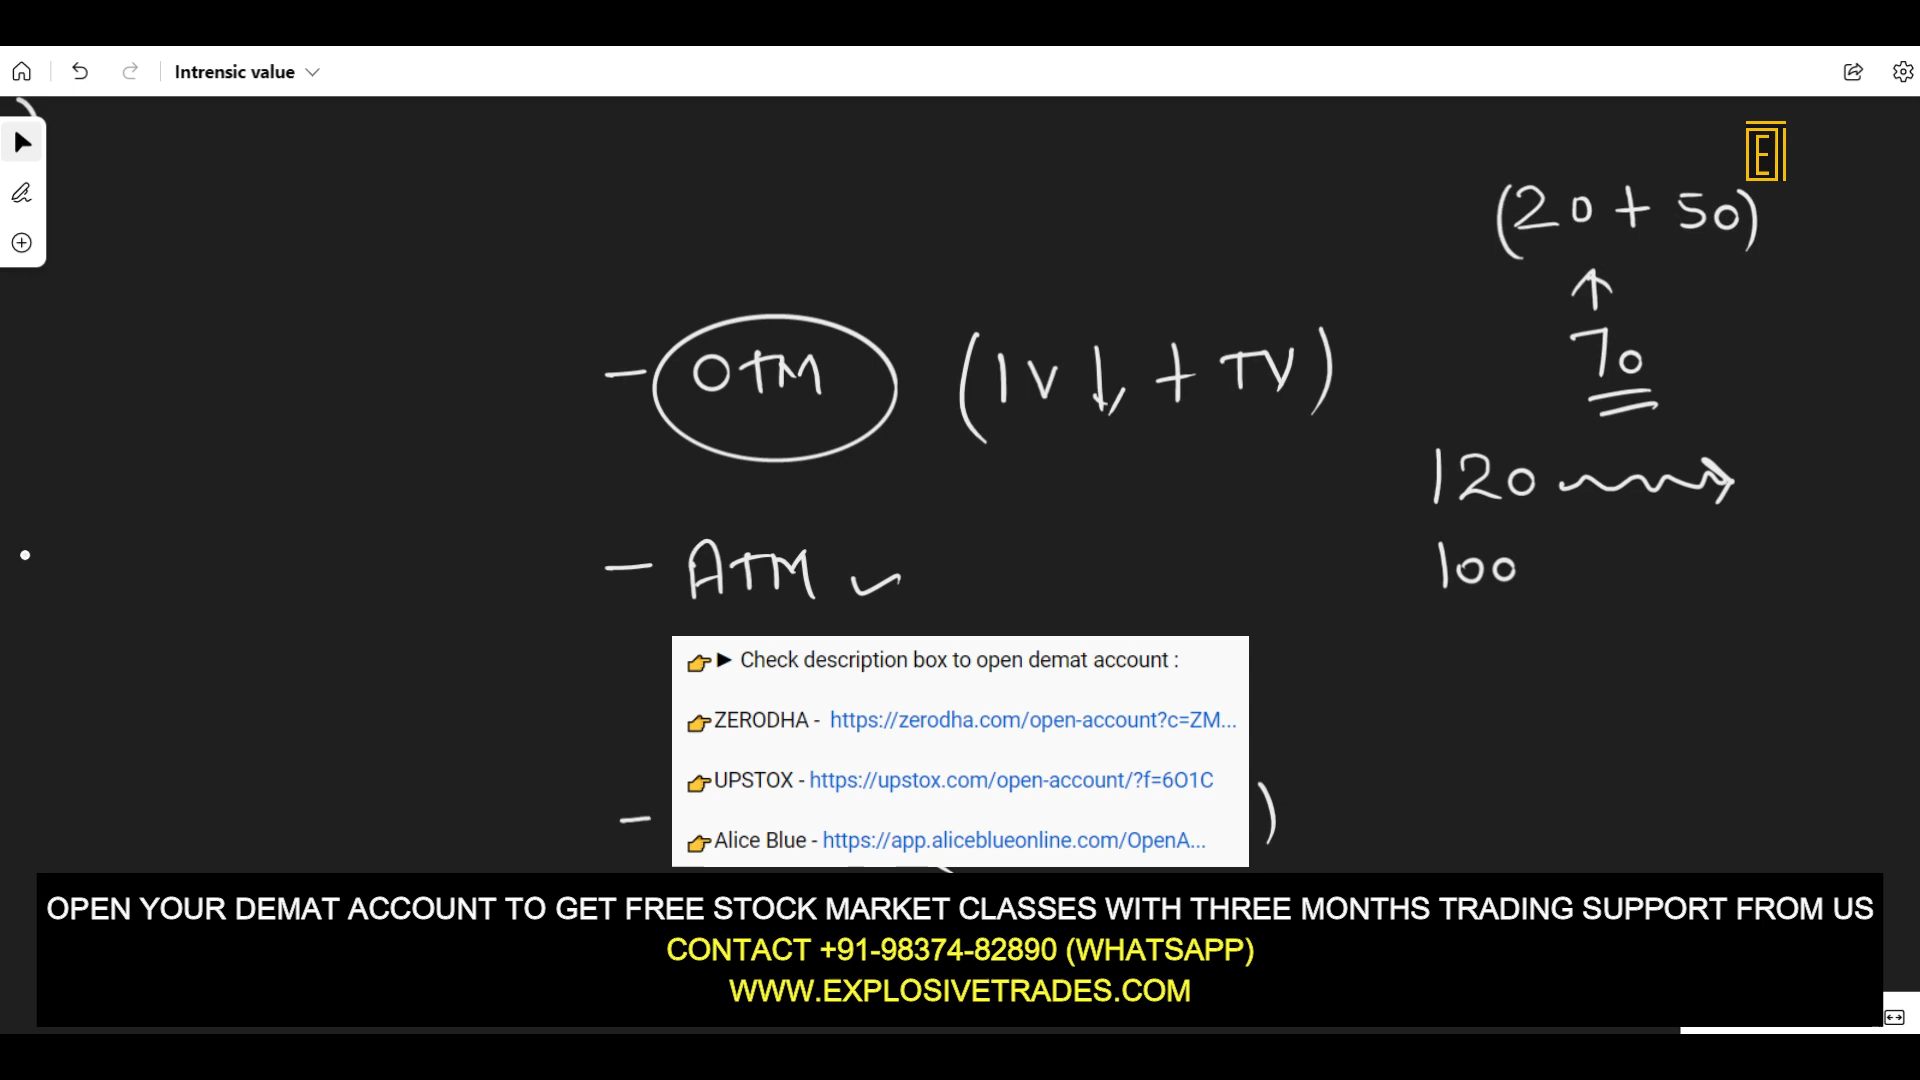 Intrensic value
E
(20 + 50)
↑
70
- OTM (IV ↓, + TV)
120 →
- ATM ✓
100
👉► Check description box to open demat account :
👉ZERODHA - https://zerodha.com/open-account?c=ZM...
👉UPSTOX - https://upstox.com/open-account/?f=6O1C
- )
👉Alice Blue - https://app.aliceblueonline.com/OpenA...
OPEN YOUR DEMAT ACCOUNT TO GET FREE STOCK MARKET CLASSES WITH THREE MONTHS TRADING SUPPORT FROM US
CONTACT +91-98374-82890 (WHATSAPP)
WWW.EXPLOSIVETRADES.COM